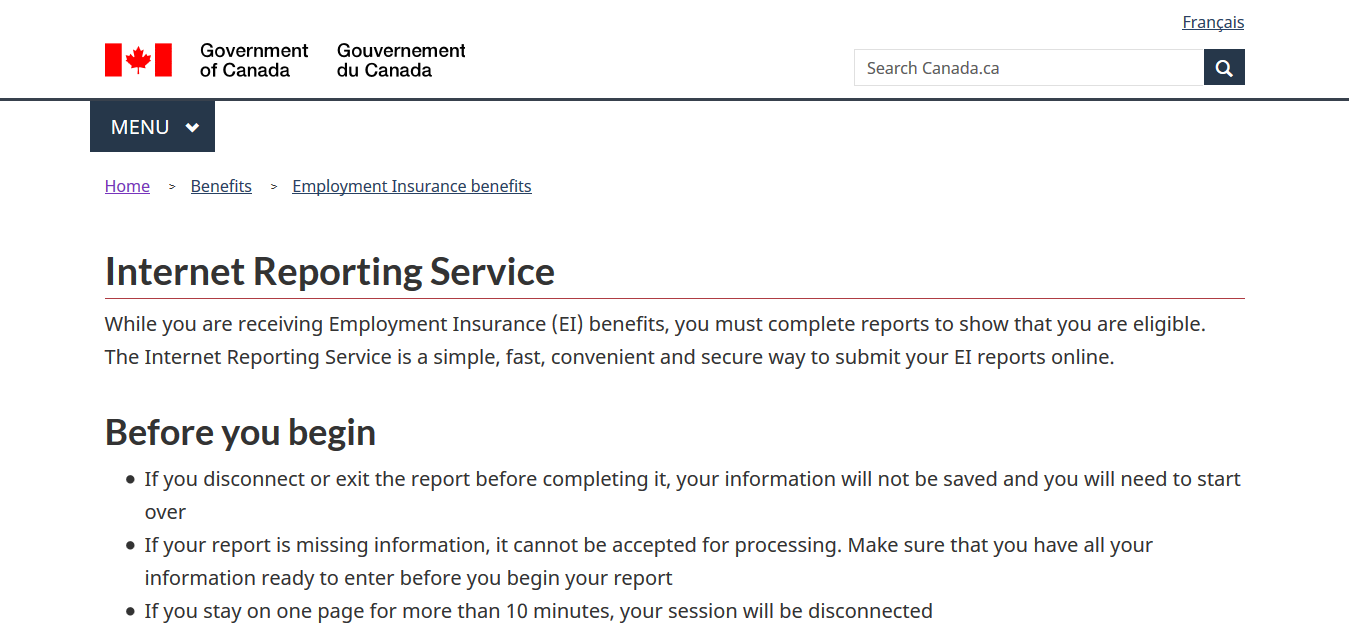 Français
Government
of Canada
Gouvernement
du Canada
Search Canada.ca
MENU
Home > Benefits > Employment Insurance benefits
Internet Reporting Service
While you are receiving Employment Insurance (EI) benefits, you must complete reports to show that you are eligible.
The Internet Reporting Service is a simple, fast, convenient and secure way to submit your EI reports online.
Before you begin
• If you disconnect or exit the report before completing it, your information will not be saved and you will need to start
over
• If your report is missing information, it cannot be accepted for processing. Make sure that you have all your
information ready to enter before you begin your report
• If you stay on one page for more than 10 minutes, your session will be disconnected